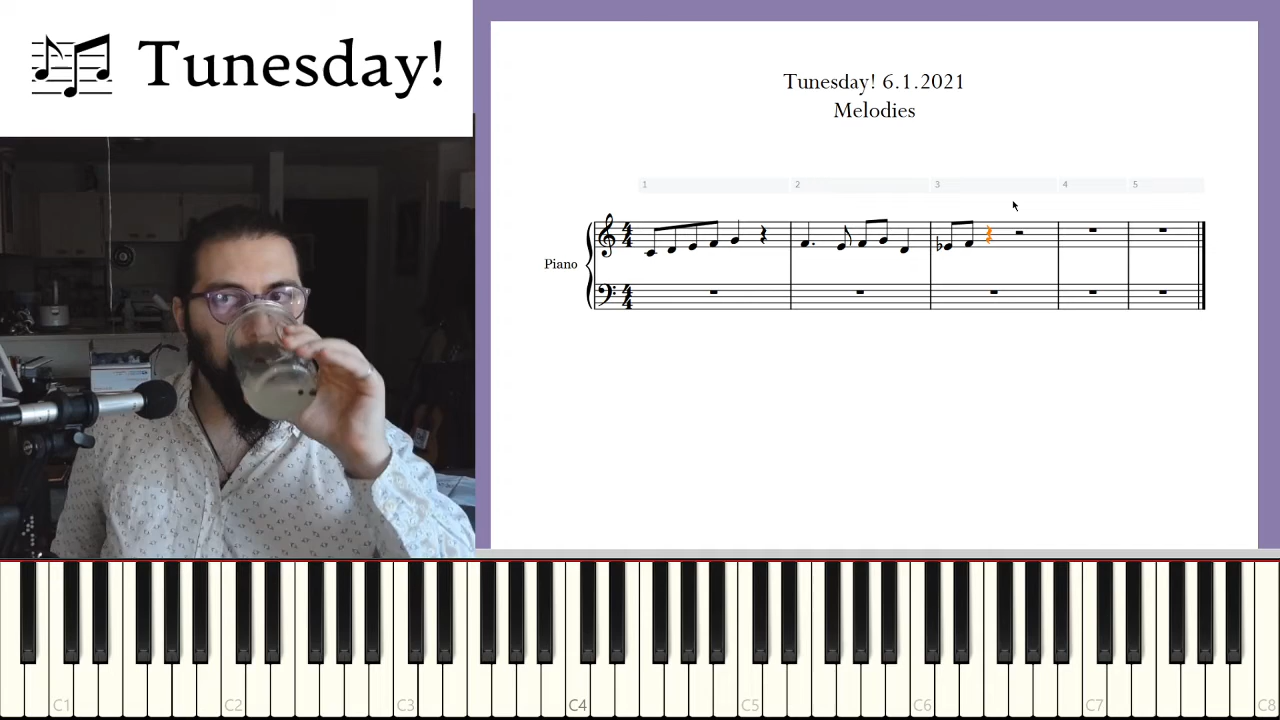 Tunesday!
Tunesday! 6.1.2021
Melodies
1 2 3 4 5
Piano
C1 C2 C3 C4 C5 C6 C7 C8